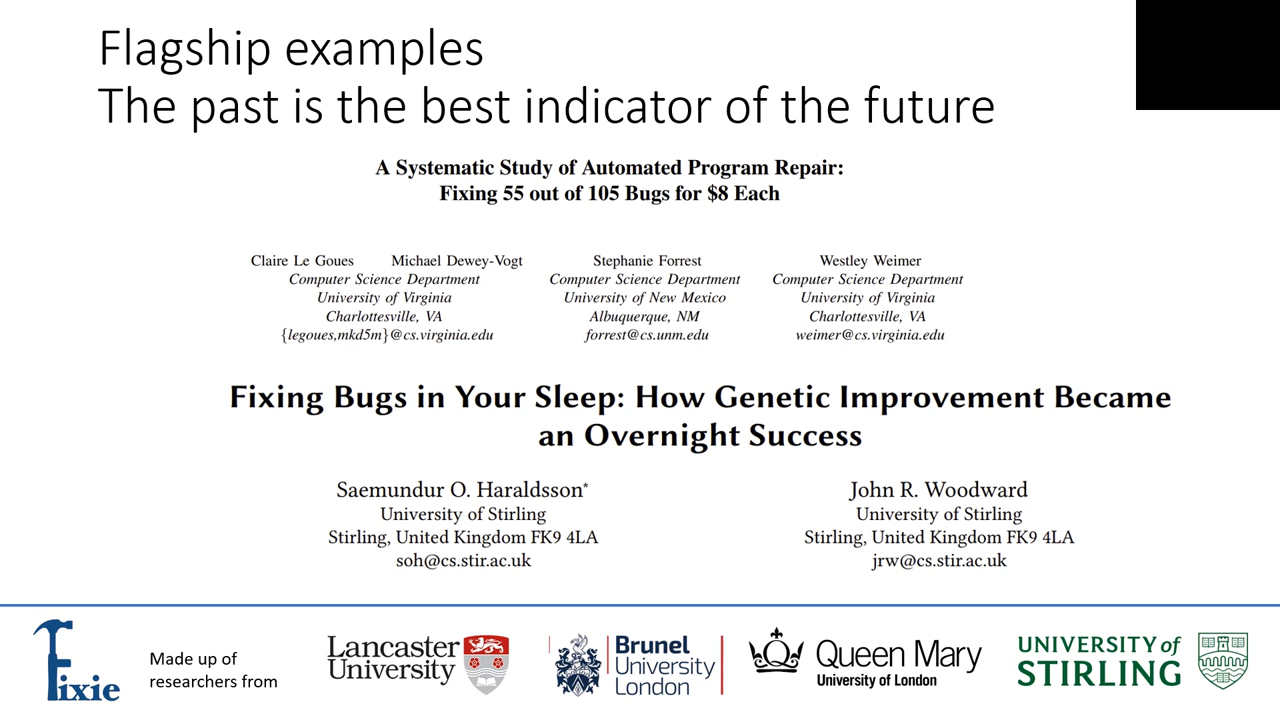 Flagship examples
The past is the best indicator of the future
A Systematic Study of Automated Program Repair:
Fixing 55 out of 105 Bugs for $8 Each
Claire Le Goues Michael Dewey-Vogt
Computer Science Department
University of Virginia
Charlottesville, VA
{legoues,mkd5m}@cs.virginia.edu
Stephanie Forrest
Computer Science Department
University of New Mexico
Albuquerque, NM
forrest@cs.unm.edu
Westley Weimer
Computer Science Department
University of Virginia
Charlottesville, VA
weimer@cs.virginia.edu
Fixing Bugs in Your Sleep: How Genetic Improvement Became
an Overnight Success
Saemundur O. Haraldsson*
University of Stirling
Stirling, United Kingdom FK9 4LA
soh@cs.stir.ac.uk
John R. Woodward
University of Stirling
Stirling, United Kingdom FK9 4LA
jrw@cs.stir.ac.uk
Fixie
Made up of
researchers from
Lancaster
University
Brunel
University
London
Queen Mary
University of London
UNIVERSITY of
STIRLING